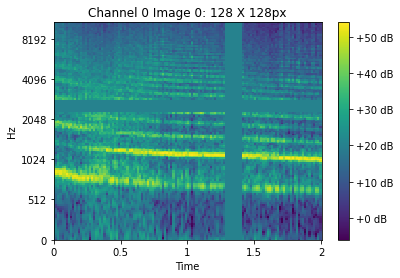 Channel 0 Image 0: 128 X 128px
8192
4096
2048
1024
512
0
Hz
0
0.5
1
1.5
2
Time
+50 dB
+40 dB
+30 dB
+20 dB
+10 dB
+0 dB